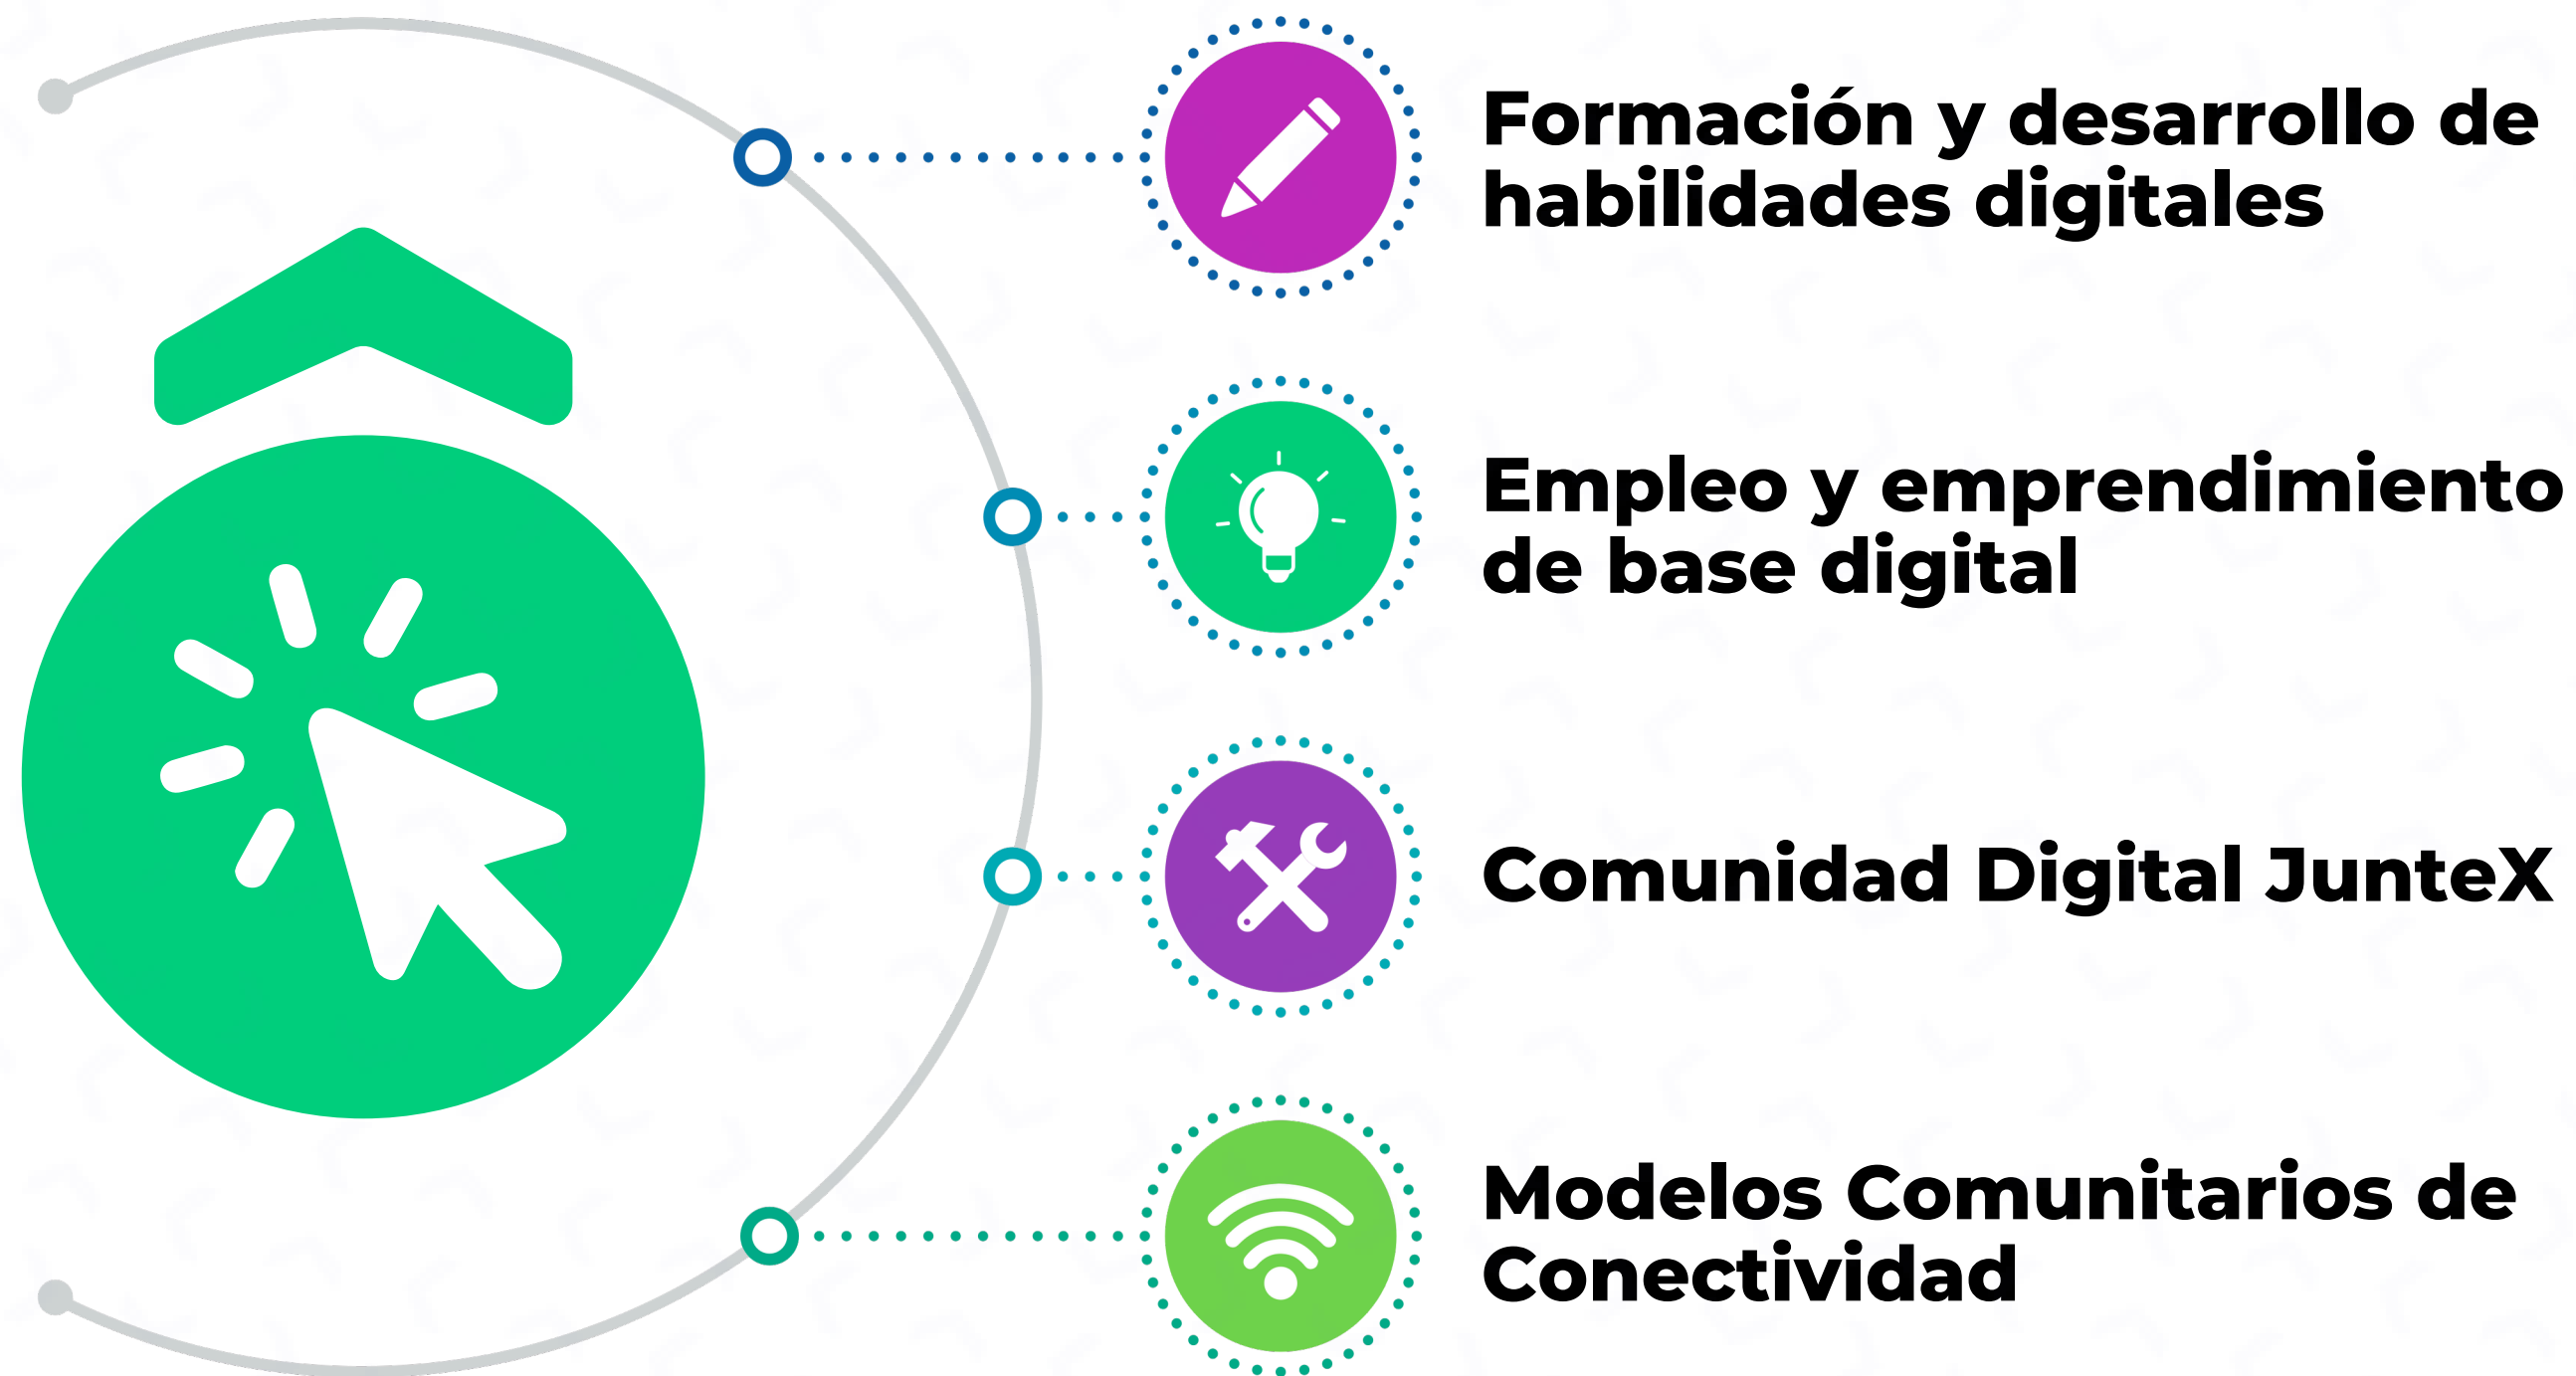 Formación y desarrollo de
habilidades digitales
Empleo y emprendimiento
de base digital
Comunidad Digital JunteX
Modelos Comunitarios de
Conectividad